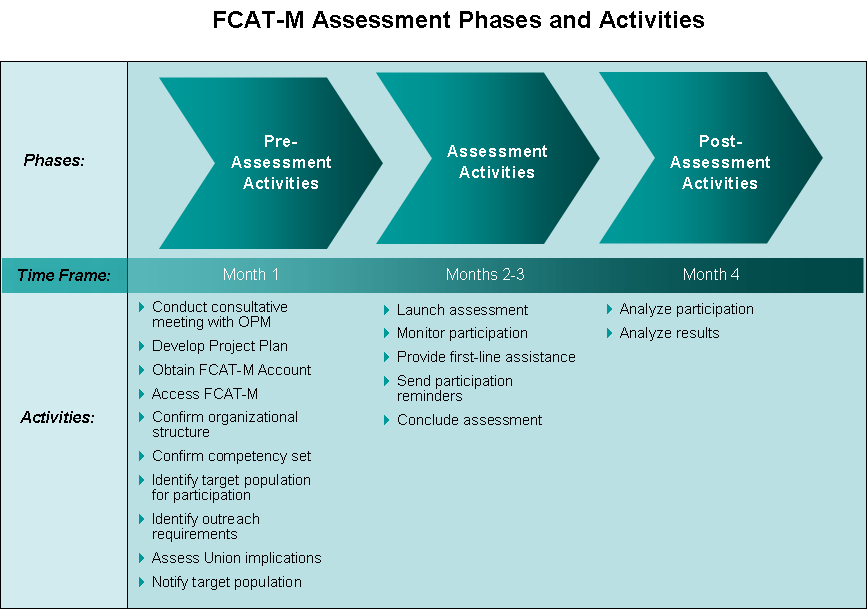 FCAT-M Assessment Phases and Activities
Phases:
Pre-
Assessment
Activities
Assessment
Activities
Post-
Assessment
Activities
Time Frame:
Month 1
Months 2-3
Month 4
Activities:
Conduct consultative
meeting with OPM
Develop Project Plan
Obtain FCAT-M Account
Access FCAT-M
Confirm organizational
structure
Confirm competency set
Identify target population
for participation
Identify outreach
requirements
Assess Union implications
Notify target population
Launch assessment
Monitor participation
Provide first-line assistance
Send participation
reminders
Conclude assessment
Analyze participation
Analyze results